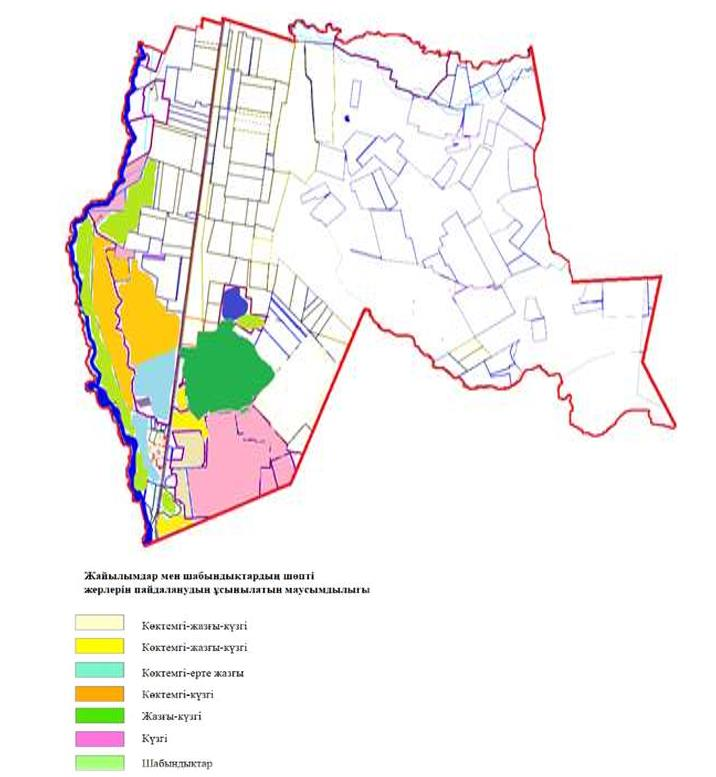 Жайылымдар мен шабындықтардың шөпті
жерлерін пайдаланудың ұсынылатын маусымдылығы
Көктемгі-жазғы-күзгі
Көктемгі-жазғы-күзгі
Көктемгі-ерте жазғы
Көктемгі-күзгі
Жазғы-күзгі
Күзгі
Шабындықтар